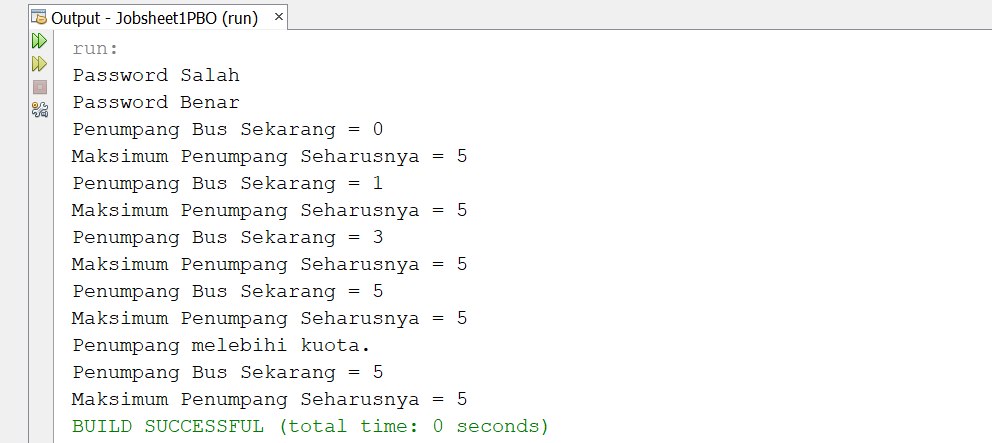 Output - Jobsheet1PBO (run) ×
run:
Password Salah
Password Benar
Penumpang Bus Sekarang = 0
Maksimum Penumpang Seharusnya = 5
Penumpang Bus Sekarang = 1
Maksimum Penumpang Seharusnya = 5
Penumpang Bus Sekarang = 3
Maksimum Penumpang Seharusnya = 5
Penumpang Bus Sekarang = 5
Maksimum Penumpang Seharusnya = 5
Penumpang melebihi kuota.
Penumpang Bus Sekarang = 5
Maksimum Penumpang Seharusnya = 5
BUILD SUCCESSFUL (total time: 0 seconds)